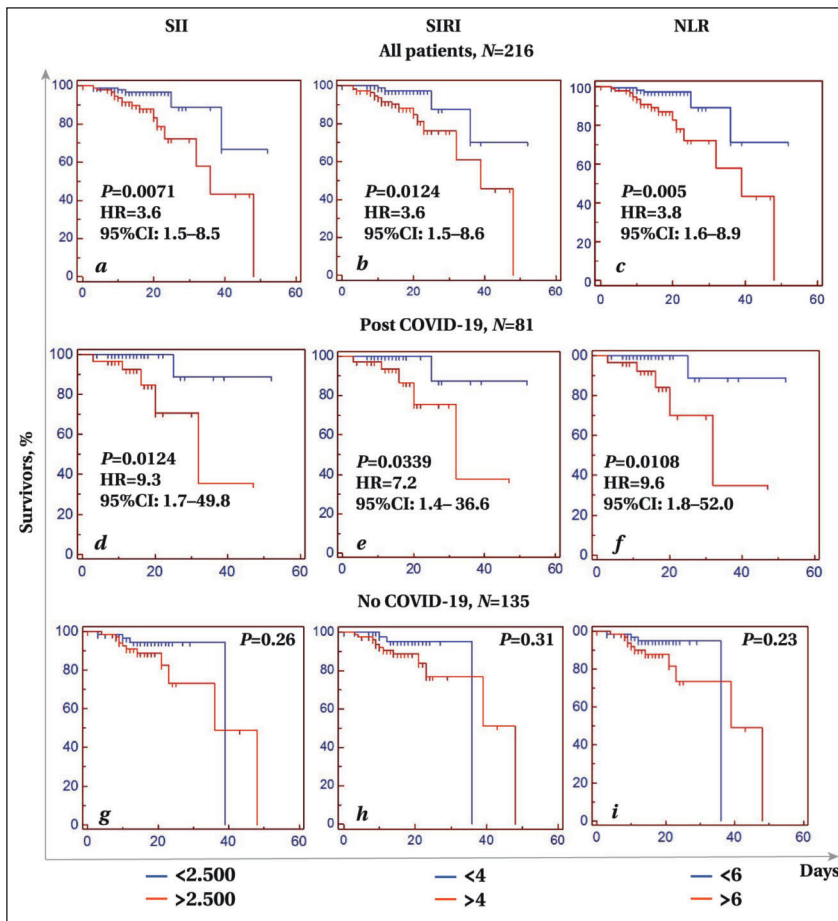 SII SIRI NLR
All patients, N=216
100 100 100
80 80 80
60 60 60
40 40 40
20 20 20
0 0 0
P=0.0071 P=0.0124 P=0.005
HR=3.6 HR=3.6 HR=3.8
95%CI: 1.5–8.5 95%CI: 1.5–8.6 95%CI: 1.6–8.9
a b c
0 20 40 60 0 20 40 60 0 20 40 60
Post COVID-19, N=81
Survivors, %
100 100 100
80 80 80
60 60 60
40 40 40
20 20 20
0 0 0
P=0.0124 P=0.0339 P=0.0108
HR=9.3 HR=7.2 HR=9.6
95%CI: 1.7–49.8 95%CI: 1.4– 36.6 95%CI: 1.8–52.0
d e f
0 20 40 60 0 20 40 60 0 20 40 60
No COVID-19, N=135
100 100 100
80 80 80
60 60 60
40 40 40
20 20 20
0 0 0
P=0.26 P=0.31 P=0.23
g h i
0 20 40 60 0 20 40 60 0 20 40 60
Days
<2.500 <4 <6
>2.500 >4 >6